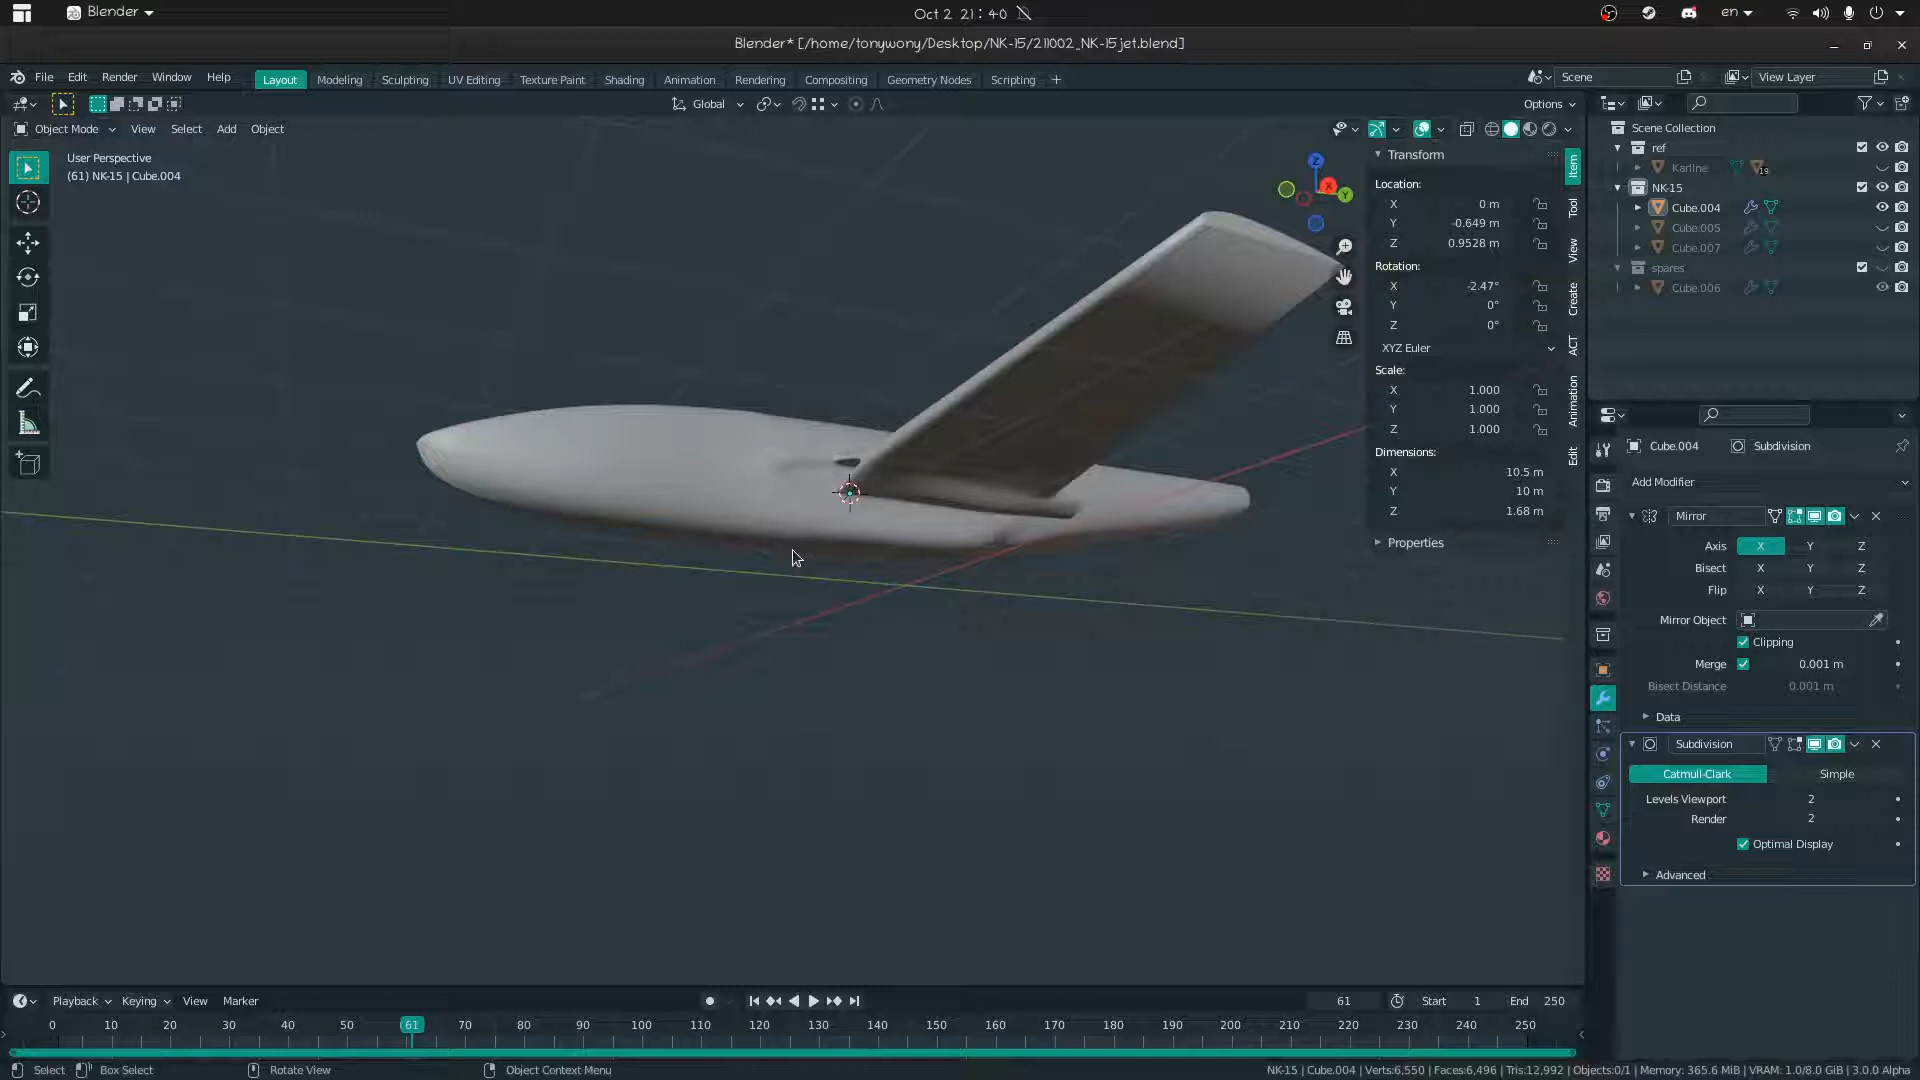 Blender
Oct 2 21:40
en
Blender* [/home/tonywony/Desktop/NK-15/211002_NK-15jet.blend]
File Edit Render Window Help
Layout Modeling Sculpting UV Editing Texture Paint Shading Animation Rendering Compositing Geometry Nodes Scripting +
Scene
View Layer
Global
Options
Object Mode View Select Add Object
User Perspective
(61) NK-15 | Cube.004
Z
X
Y
Transform
Location:
X 0 m
Y -0.649 m
Z 0.9528 m
Rotation:
X -2.47°
Y 0°
Z 0°
XYZ Euler
Scale:
X 1.000
Y 1.000
Z 1.000
Dimensions:
X 10.5 m
Y 10 m
Z 1.68 m
Properties
Item
Tool
View
Create
ACT
Animation
Edit
Scene Collection
ref
Karline 19
NK-15
Cube.004
Cube.005
Cube.007
spares
Cube.006
Cube.004 Subdivision
Add Modifier
Mirror
Axis X Y Z
Bisect X Y Z
Flip X Y Z
Mirror Object
Clipping
Merge 0.001 m
Bisect Distance 0.001 m
Data
Subdivision
Catmull-Clark Simple
Levels Viewport 2
Render 2
Optimal Display
Advanced
Playback Keying View Marker
61 Start 1 End 250
0 10 20 30 40 50 61 70 80 90 100 110 120 130 140 150 160 170 180 190 200 210 220 230 240 250
Select Box Select Rotate View Object Context Menu
NK-15 | Cube.004 | Verts:6,550 | Faces:6,496 | Tris:12,992 | Objects:0/1 | Memory: 365.6 MiB | VRAM: 1.0/8.0 GiB | 3.0.0 Alpha